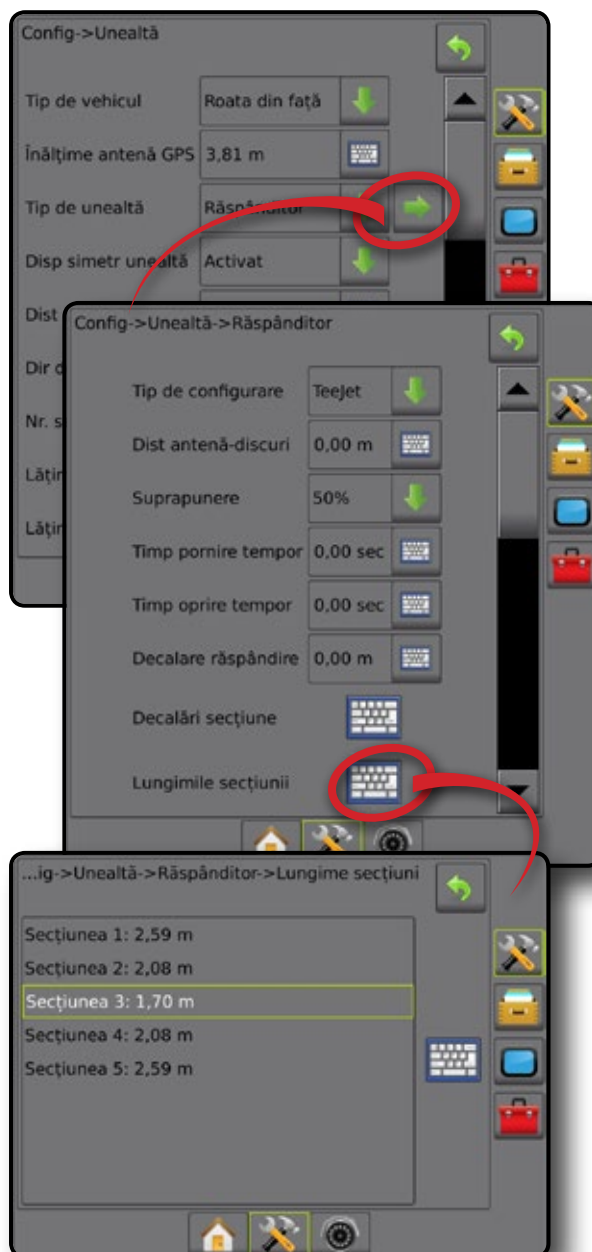 Config->Unealtă
Tip de vehicul Roata din față
Înălțime antenă GPS 3,81 m
Tip de unealtă Răspânditor
Disp simetr unealtă Activat
Dist
Dir
Nr. s
Lățin
Lățin
Config->Unealtă->Răspânditor
Tip de configurare TeeJet
Dist antenă-discuri 0,00 m
Suprapunere 50%
Timp pornire tempor 0,00 sec
Timp oprire tempor 0,00 sec
Decalare răspândire 0,00 m
Decalări secțiune
Lungimile secțiunii
...ig->Unealtă->Răspânditor->Lungime secțiuni
Secțiunea 1: 2,59 m
Secțiunea 2: 2,08 m
Secțiunea 3: 1,70 m
Secțiunea 4: 2,08 m
Secțiunea 5: 2,59 m